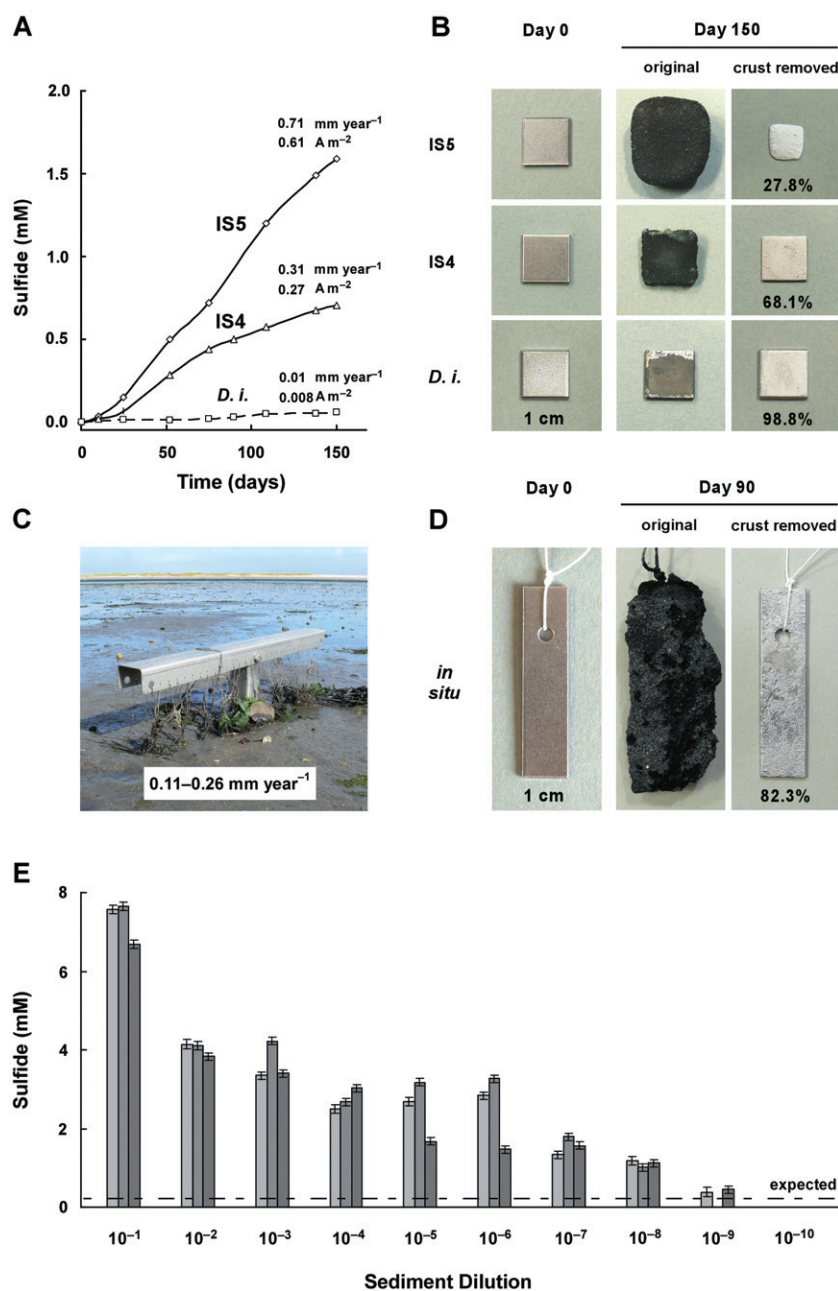 A
2.0
1.5
1.0
0.5
0.0
Sulfide (mM)
0.71 mm year⁻¹
0.61 A m⁻²
IS5
0.31 mm year⁻¹
0.27 A m⁻²
IS4
D. i.
0.01 mm year⁻¹
0.008 A m⁻²
0 50 100 150
Time (days)
B
Day 0 Day 150
original crust removed
IS5
27.8%
IS4
68.1%
D. i.
1 cm
98.8%
C
0.11–0.26 mm year⁻¹
D
Day 0 Day 90
original crust removed
in
situ
1 cm
82.3%
E
8
6
4
2
0
Sulfide (mM)
expected
10⁻¹ 10⁻² 10⁻³ 10⁻⁴ 10⁻⁵ 10⁻⁶ 10⁻⁷ 10⁻⁸ 10⁻⁹ 10⁻¹⁰
Sediment Dilution